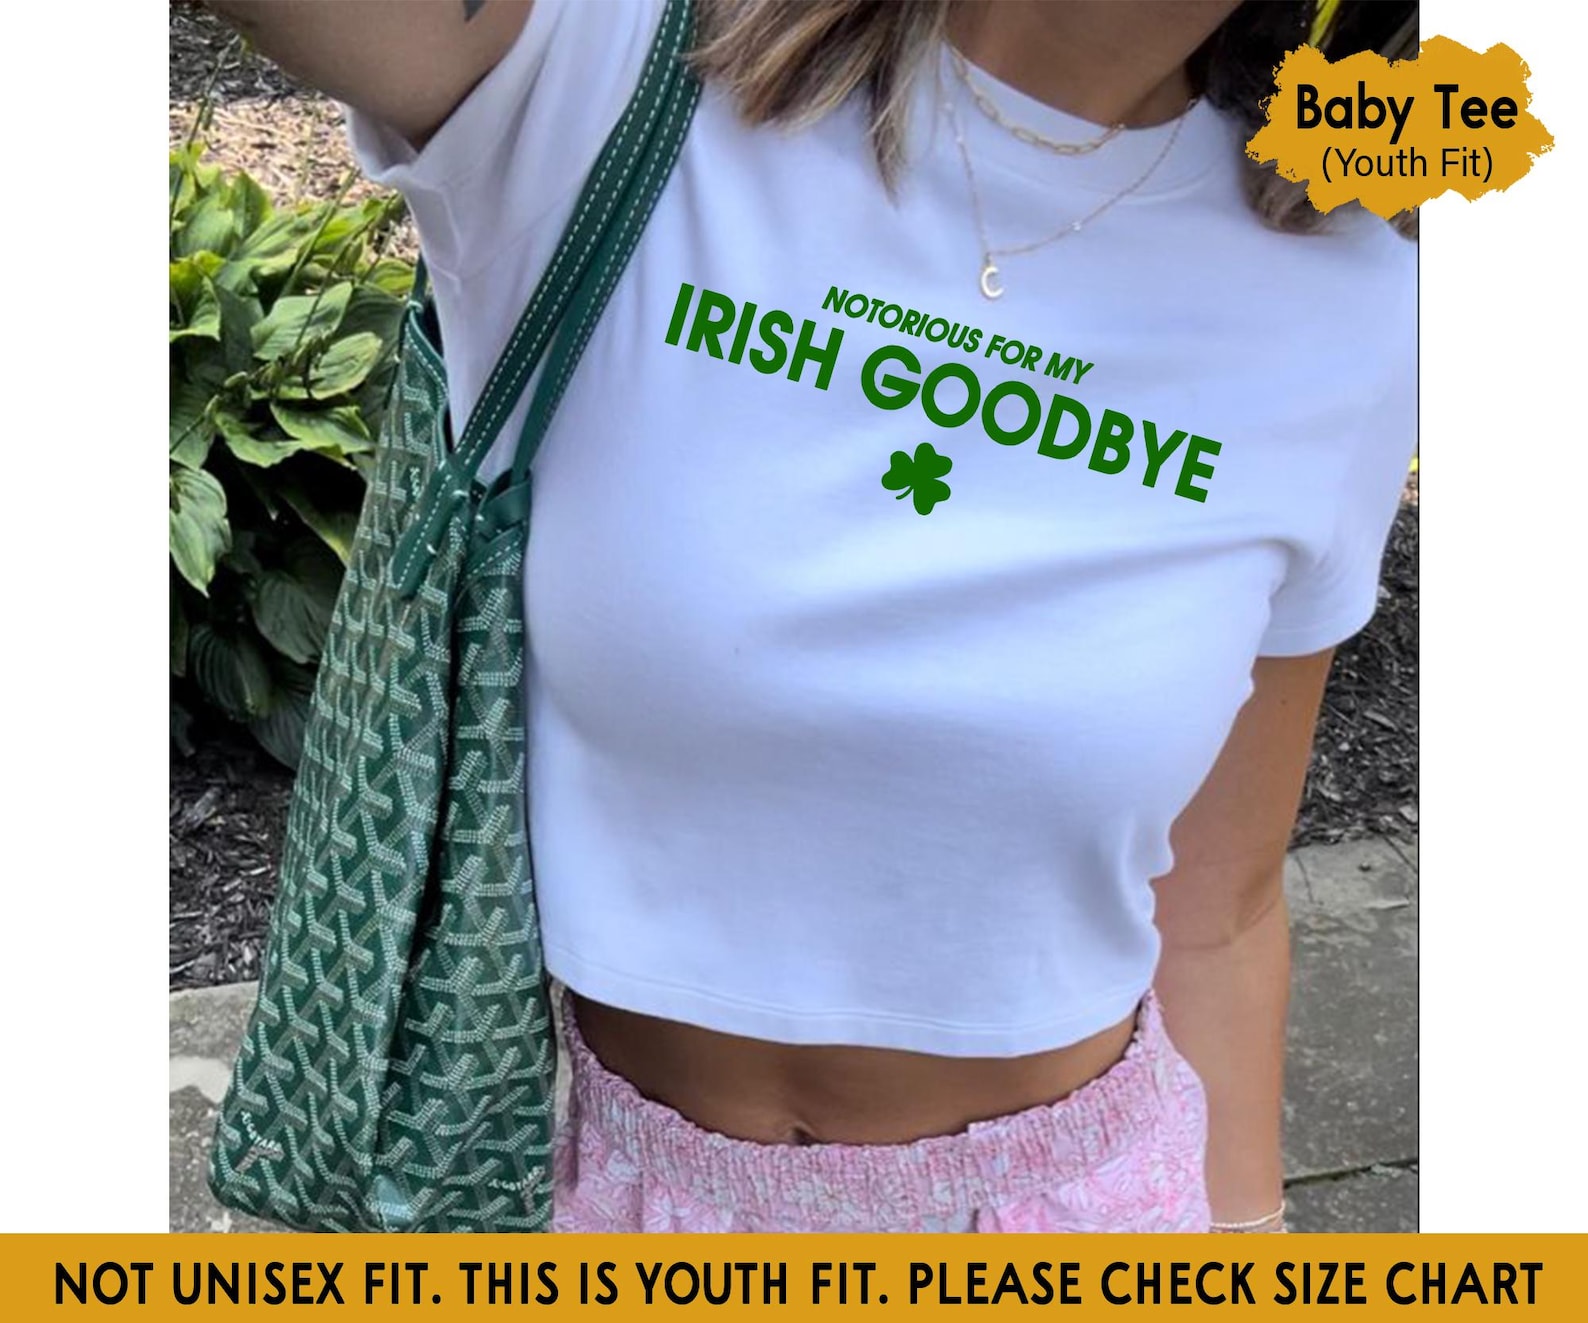 Baby Tee
(Youth Fit)
NOTORIOUS FOR MY
IRISH GOODBYE
C
NOT UNISEX FIT. THIS IS YOUTH FIT. PLEASE CHECK SIZE CHART